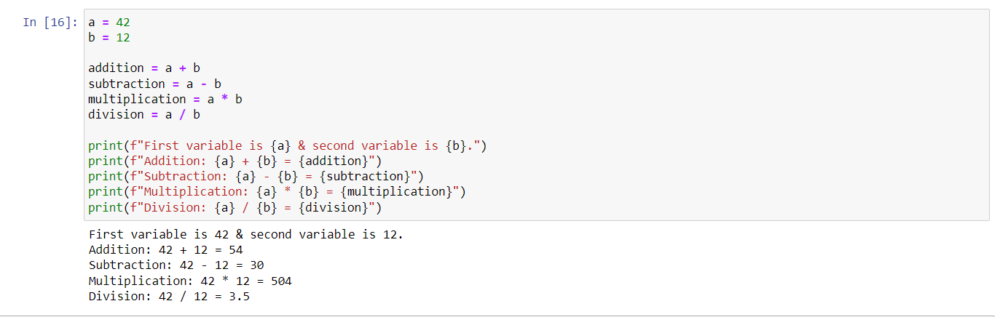 In [16]: a = 42
b = 12
addition = a + b
subtraction = a - b
multiplication = a * b
division = a / b
print(f"First variable is {a} & second variable is {b}.")
print(f"Addition: {a} + {b} = {addition}")
print(f"Subtraction: {a} - {b} = {subtraction}")
print(f"Multiplication: {a} * {b} = {multiplication}")
print(f"Division: {a} / {b} = {division}")
First variable is 42 & second variable is 12.
Addition: 42 + 12 = 54
Subtraction: 42 - 12 = 30
Multiplication: 42 * 12 = 504
Division: 42 / 12 = 3.5